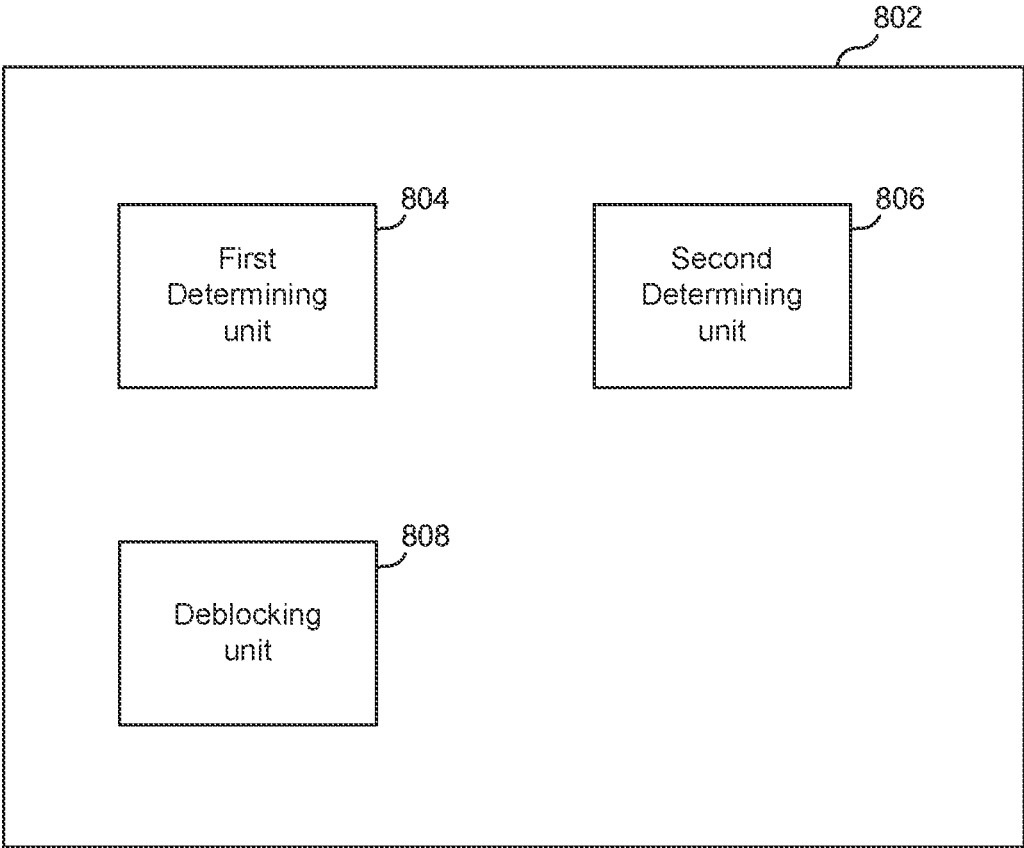 802
804
First
Determining
unit
806
Second
Determining
unit
808
Deblocking
unit